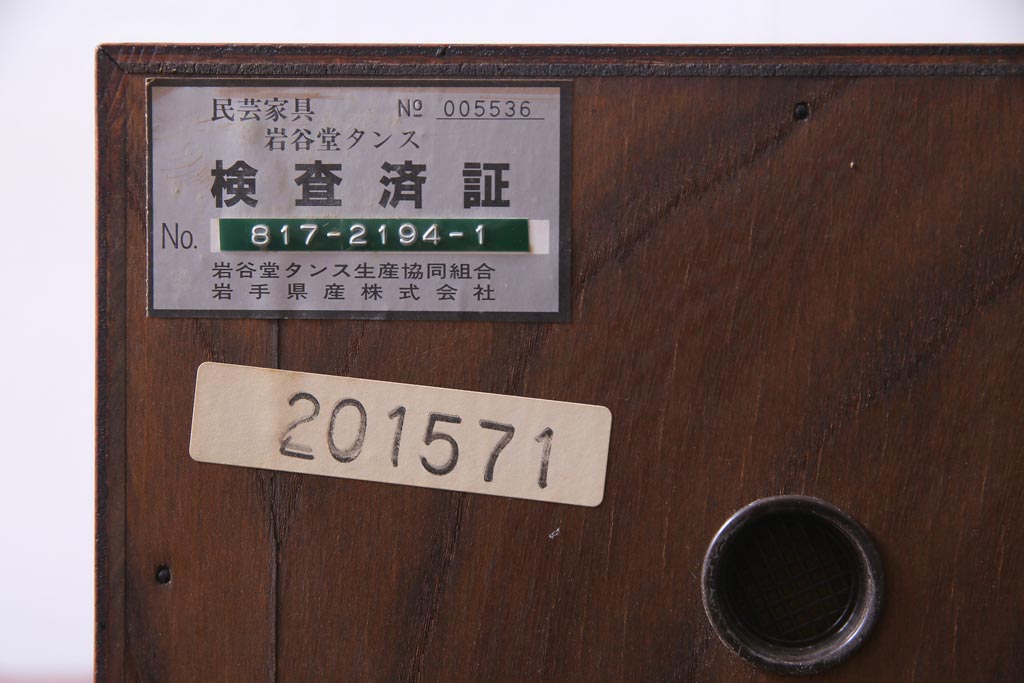 民芸家具 № 005536
岩谷堂タンス
検査済証
No. 817-2194-1
岩谷堂タンス生産協同組合
岩手県産株式会社
201571